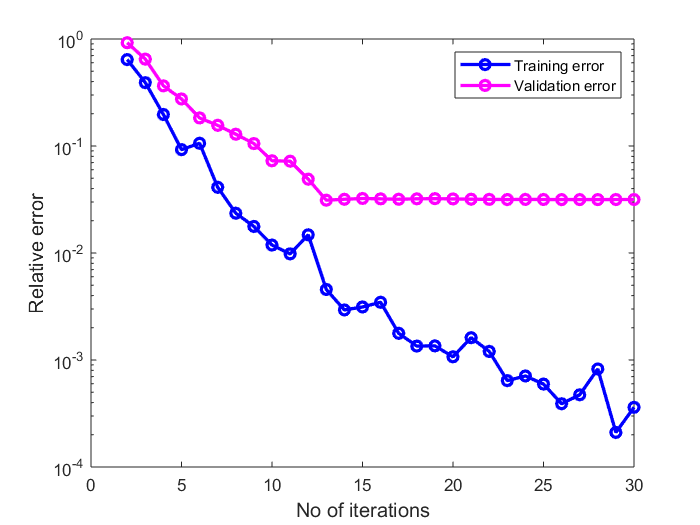 10^0
10^-1
10^-2
10^-3
10^-4
Relative error
Training error
Validation error
0 5 10 15 20 25 30
No of iterations